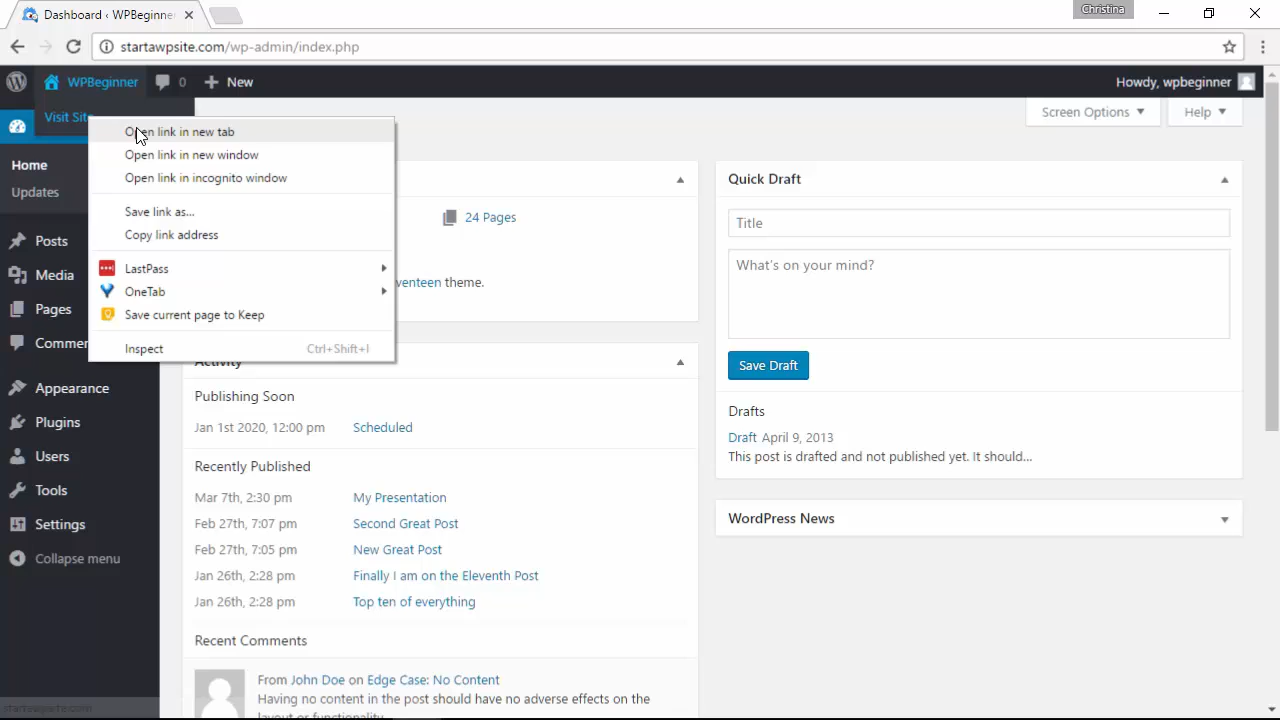 Dashboard ‹ WPBeginner
Christina
startawpsite.com/wp-admin/index.php
WPBeginner 0 New
Howdy, wpbeginner
Visit Site
Screen Options Help
Open link in new tab
Open link in new window
Open link in incognito window
Save link as...
Copy link address
LastPass
OneTab
Save current page to Keep
Inspect Ctrl+Shift+I
Home
Updates
Posts
Media
Pages
Commen
Appearance
Plugins
Users
Tools
Settings
Collapse menu
24 Pages
venteen theme.
Activity
Publishing Soon
Jan 1st 2020, 12:00 pm Scheduled
Recently Published
Mar 7th, 2:30 pm My Presentation
Feb 27th, 7:07 pm Second Great Post
Feb 27th, 7:05 pm New Great Post
Jan 26th, 2:28 pm Finally I am on the Eleventh Post
Jan 26th, 2:28 pm Top ten of everything
Recent Comments
From John Doe on Edge Case: No Content
Having no content in the post should have no adverse effects on the
layout or functionality.
Quick Draft
Title
What's on your mind?
Save Draft
Drafts
Draft April 9, 2013
This post is drafted and not published yet. It should...
WordPress News
startawpsite.com